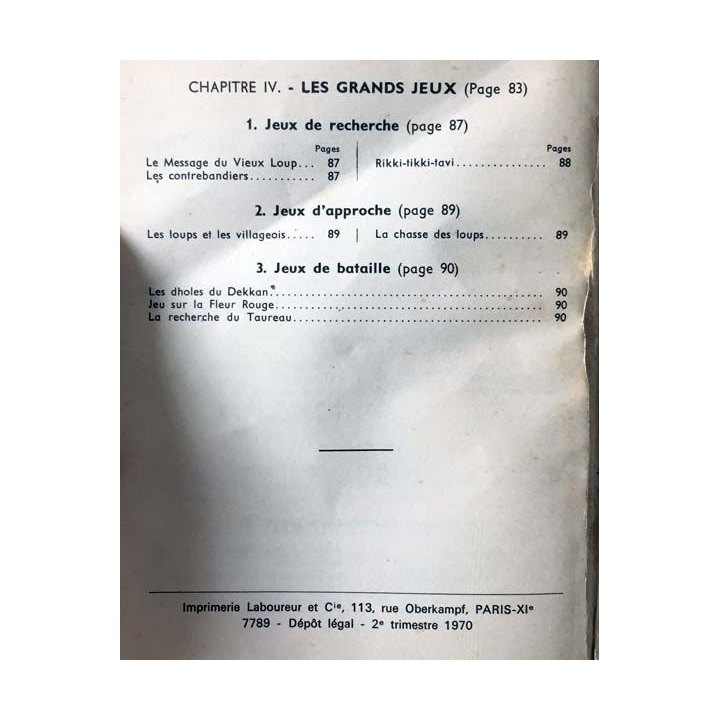 CHAPITRE IV. - LES GRANDS JEUX (Page 83)
1. Jeux de recherche (page 87)
Pages
Le Message du Vieux Loup... 87
Les contrebandiers........... 87
Pages
Rikki-tikki-tavi............... 88
2. Jeux d'approche (page 89)
Les loups et les villageois..... 89
La chasse des loups.......... 89
3. Jeux de bataille (page 90)
Les dholes du Dekkan.............................................. 90
Jeu sur la Fleur Rouge............................................. 90
La recherche du Taureau.......................................... 90
Imprimerie Laboureur et Cie, 113, rue Oberkampf, PARIS-XIe
7789 - Dépôt légal - 2e trimestre 1970